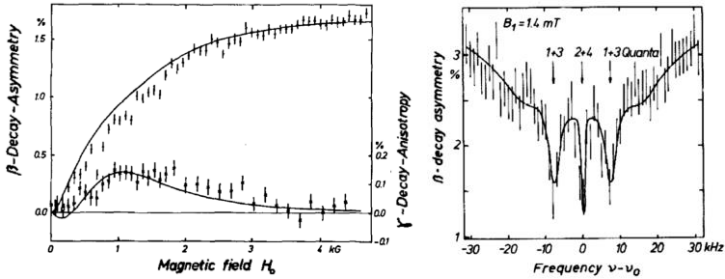 β-Decay-Asymmetry
%
1.5
1.0
0.5
0.0
%
0.2
0.1
0.0
-0.1
γ-Decay-Anisotropy
0 1 2 3 4 kG
Magnetic field H₀
B₁=1.4 mT
1+3 2+4 1+3 Quanta
β-decay asymmetry
3
%
2
1
-30 -20 -10 0 10 20 30 kHz
Frequency ν-ν₀